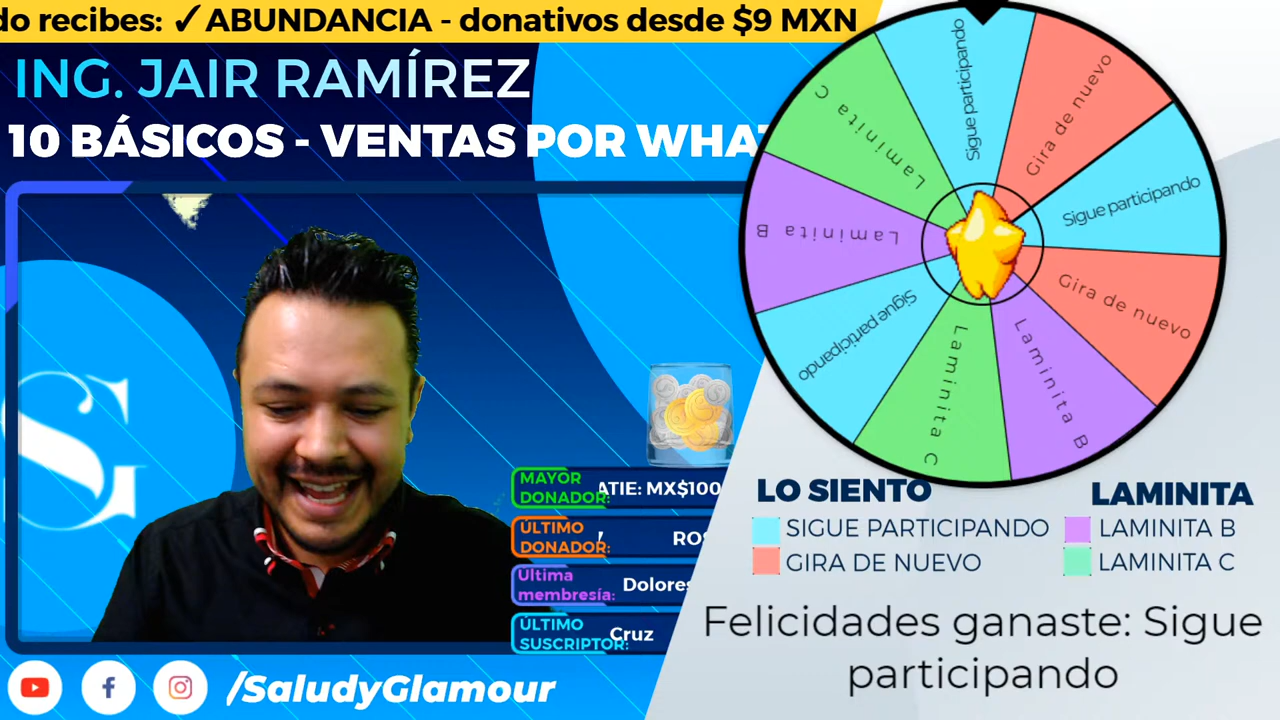 do recibes: ✓ABUNDANCIA - donativos desde $9 MXN
ING. JAIR RAMÍREZ
10 BÁSICOS - VENTAS POR WHAT
S
MAYOR DONADOR:
ATIE: MX$100
ÚLTIMO DONADOR:
ROS
Última membresía:
Dolores
ÚLTIMO SUSCRIPTOR:
Cruz
/SaludyGlamour
Sigue participando
Gira de nuevo
Sigue participando
Gira de nuevo
Laminita B
Laminita C
Sigue participando
Laminita B
Laminita C
LO SIENTO
SIGUE PARTICIPANDO
GIRA DE NUEVO
LAMINITA
LAMINITA B
LAMINITA C
Felicidades ganaste: Sigue
participando